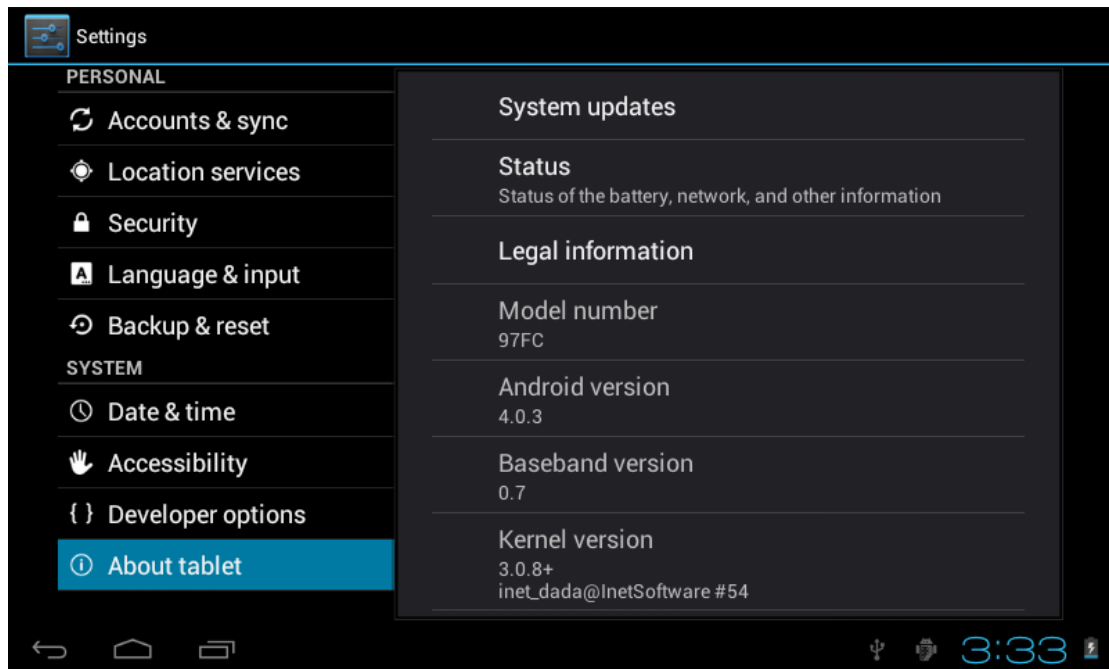 Settings
PERSONAL
Accounts & sync
Location services
Security
Language & input
Backup & reset
SYSTEM
Date & time
Accessibility
{ } Developer options
About tablet
System updates
Status
Status of the battery, network, and other information
Legal information
Model number
97FC
Android version
4.0.3
Baseband version
0.7
Kernel version
3.0.8+
inet_dada@InetSoftware #54
3:33